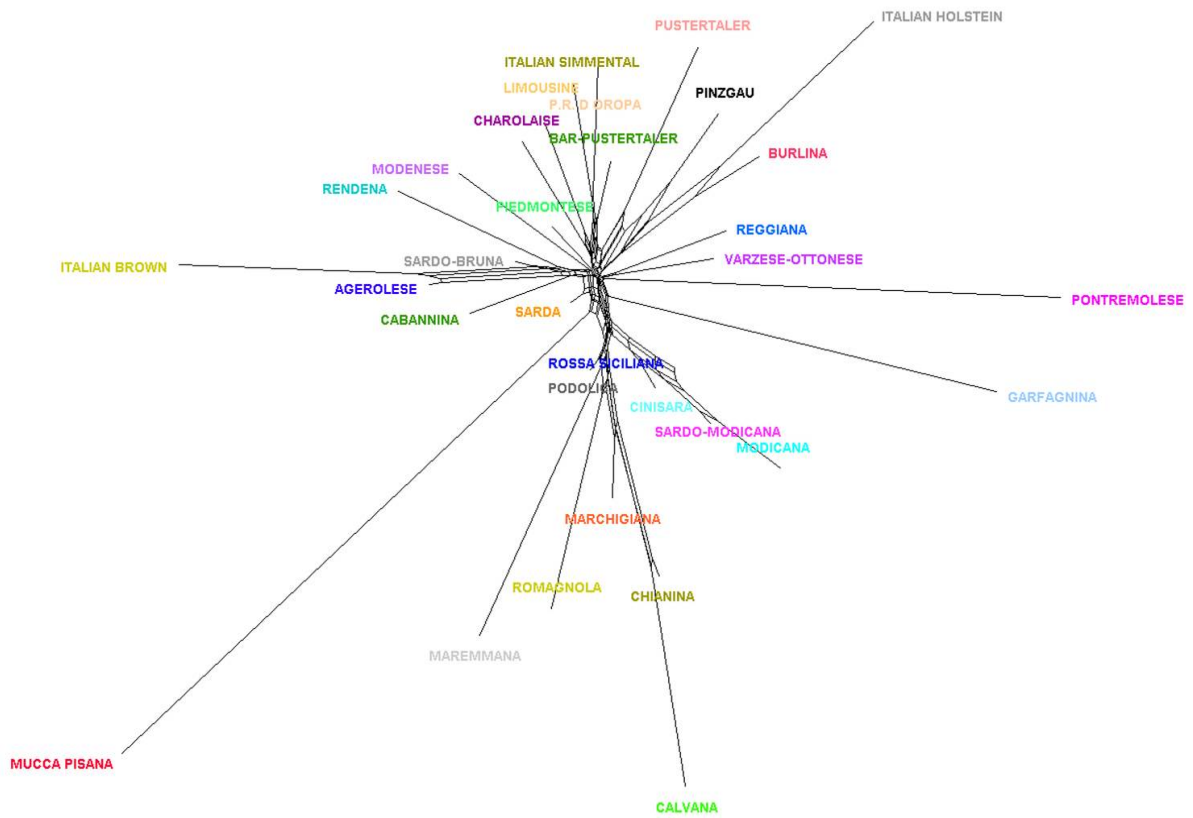 ITALIAN HOLSTEIN
PUSTERTALER
ITALIAN SIMMENTAL
LIMOUSINE
PINZGAU
P.R. D OROPA
CHAROLAISE
BAR-PUSTERTALER
BURLINA
MODENESE
RENDENA
PIEDMONTESE
REGGIANA
SARDO-BRUNA
VARZESE-OTTONESE
ITALIAN BROWN
AGEROLESE
PONTREMOLESE
CABANNINA
SARDA
ROSSA SICILIANA
PODOLICA
GARFAGNINA
CINISARA
SARDO-MODICANA
MODICANA
MARCHIGIANA
ROMAGNOLA
CHIANINA
MAREMMANA
MUCCA PISANA
CALVANA